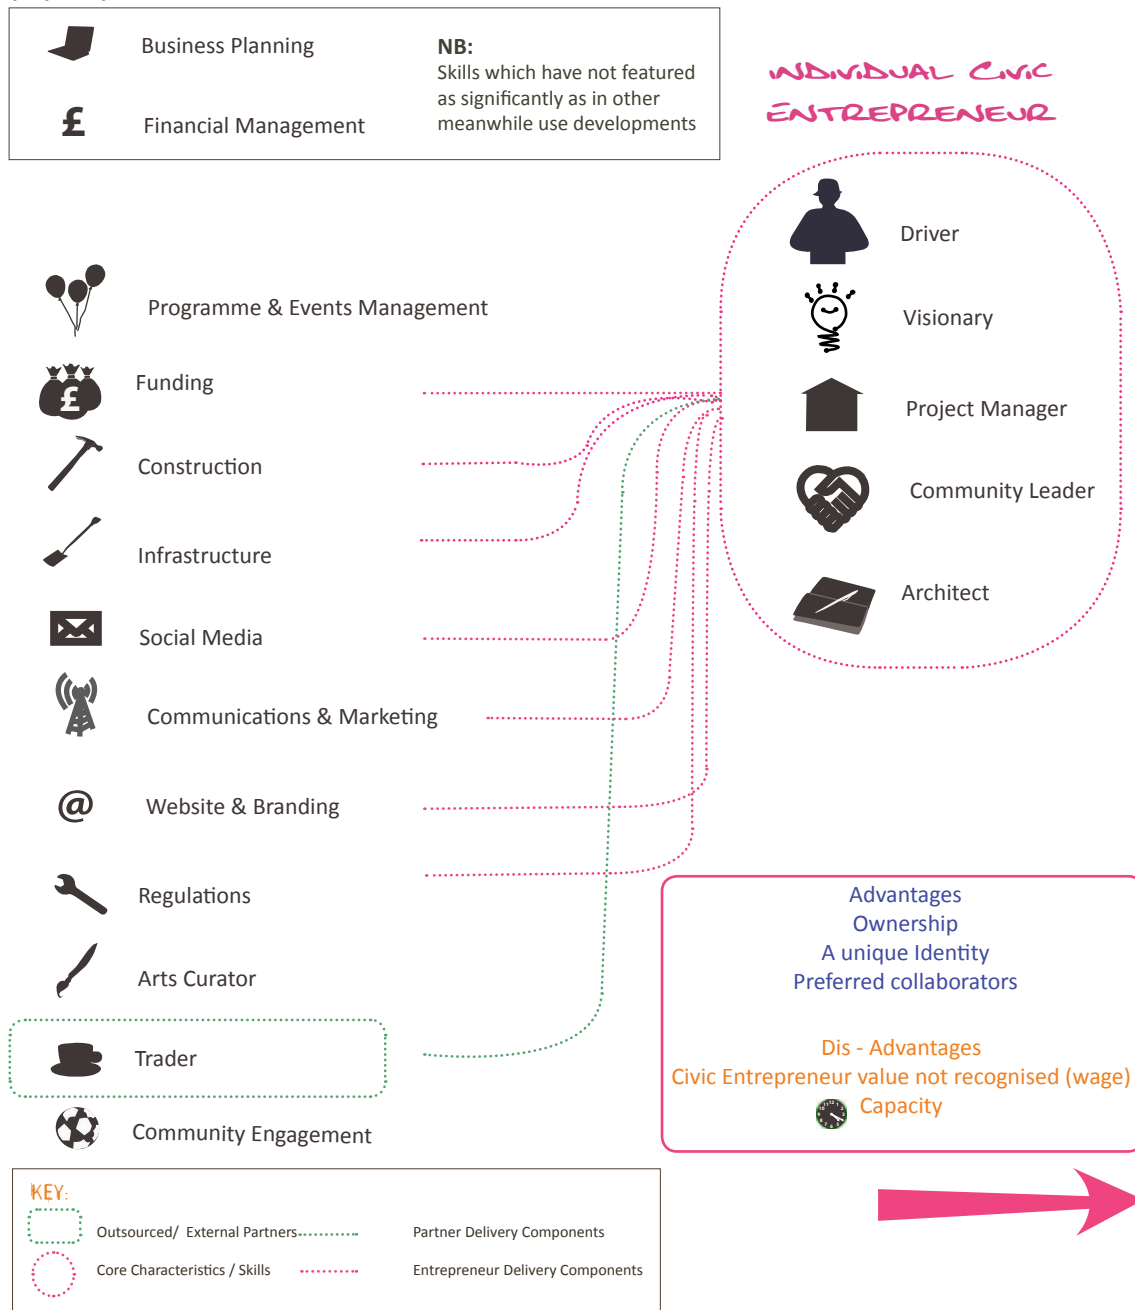 Business Planning
£
Financial Management
NB:
Skills which have not featured
as significantly as in other
meanwhile use developments
INDIVIDUAL CIVIC
ENTREPRENEUR
Driver
Visionary
Project Manager
Community Leader
Architect
Programme & Events Management
£
Funding
Construction
Infrastructure
Social Media
Communications & Marketing
@
Website & Branding
Regulations
Arts Curator
Trader
Community Engagement
Advantages
Ownership
A unique Identity
Preferred collaborators
Dis - Advantages
Civic Entrepreneur value not recognised (wage)
Capacity
KEY:
Outsourced/ External Partners
Partner Delivery Components
Core Characteristics / Skills
Entrepreneur Delivery Components